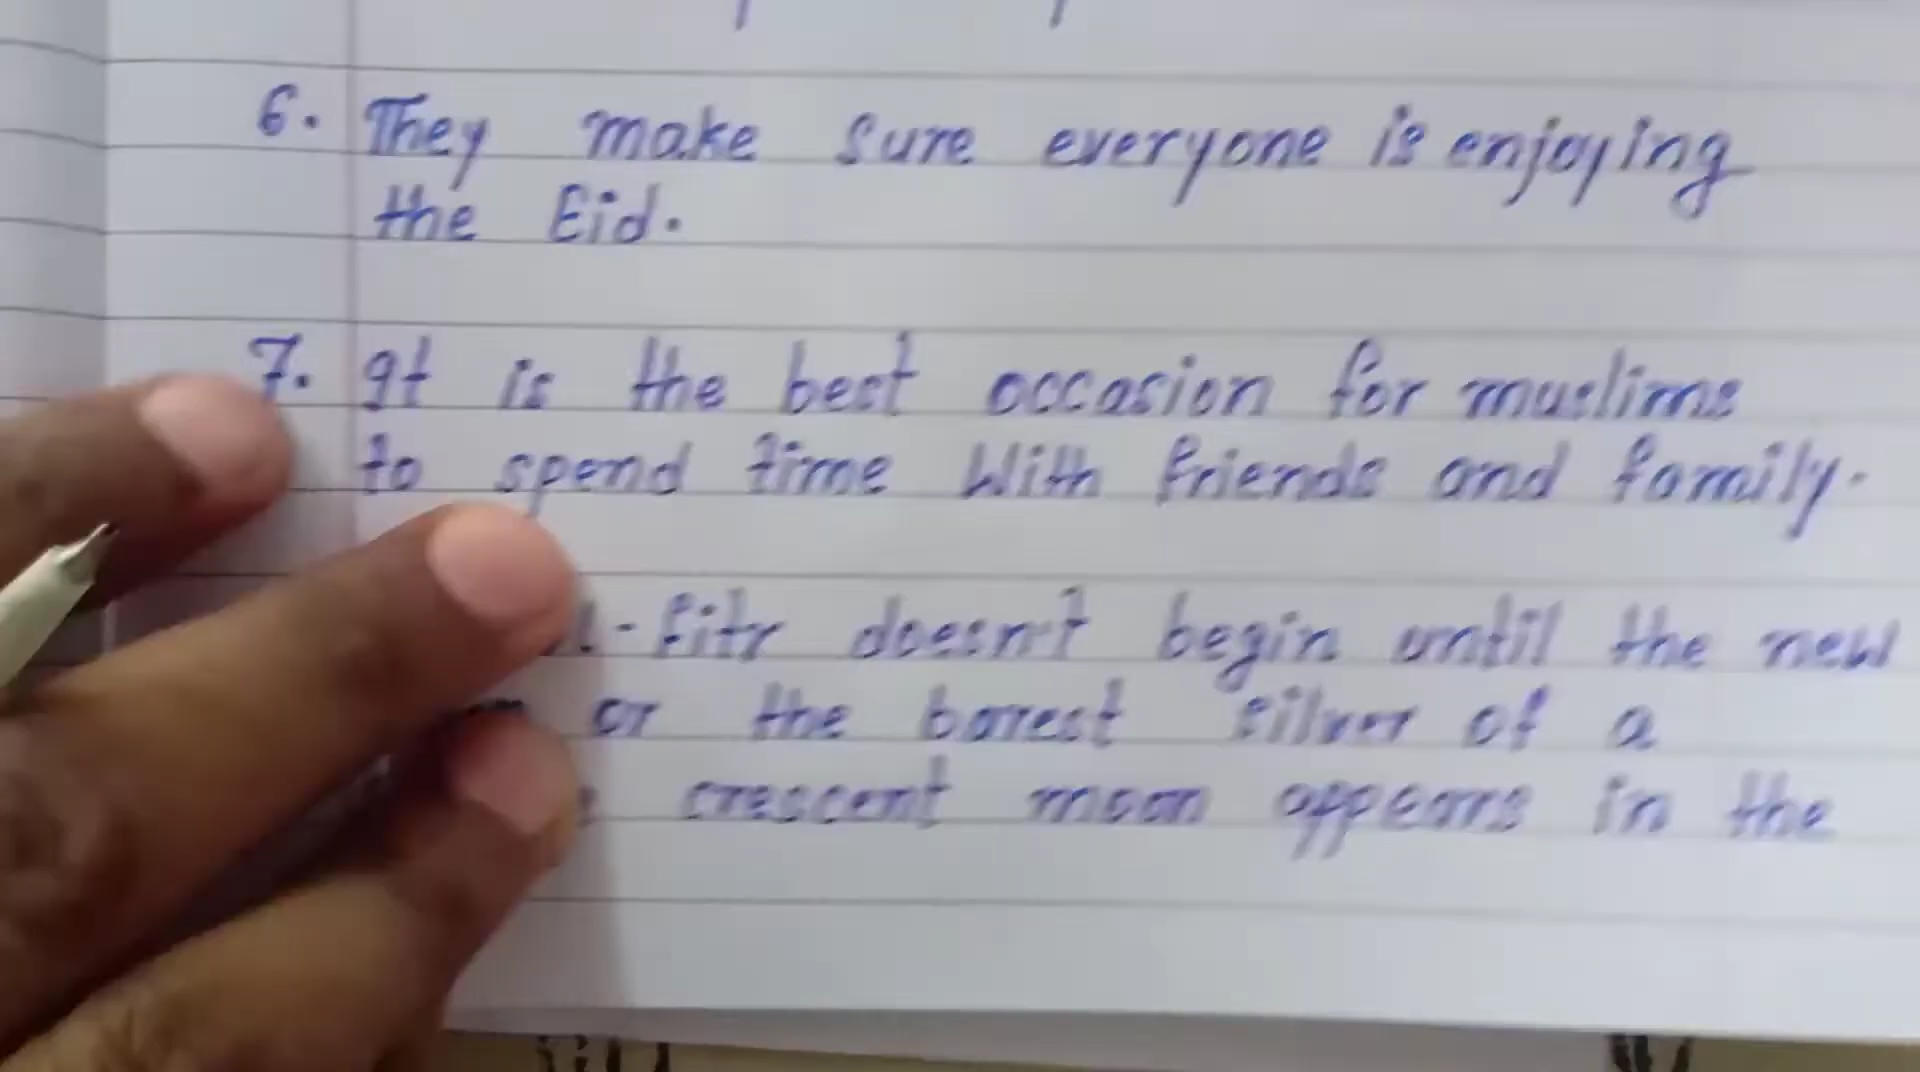 6. They make sure everyone is enjoying
the Eid.
7. It is the best occasion for muslims
to spend time With friends and family.
l-fitr doesn't begin until the new
or the barest silver of a
crescent moon appears in the